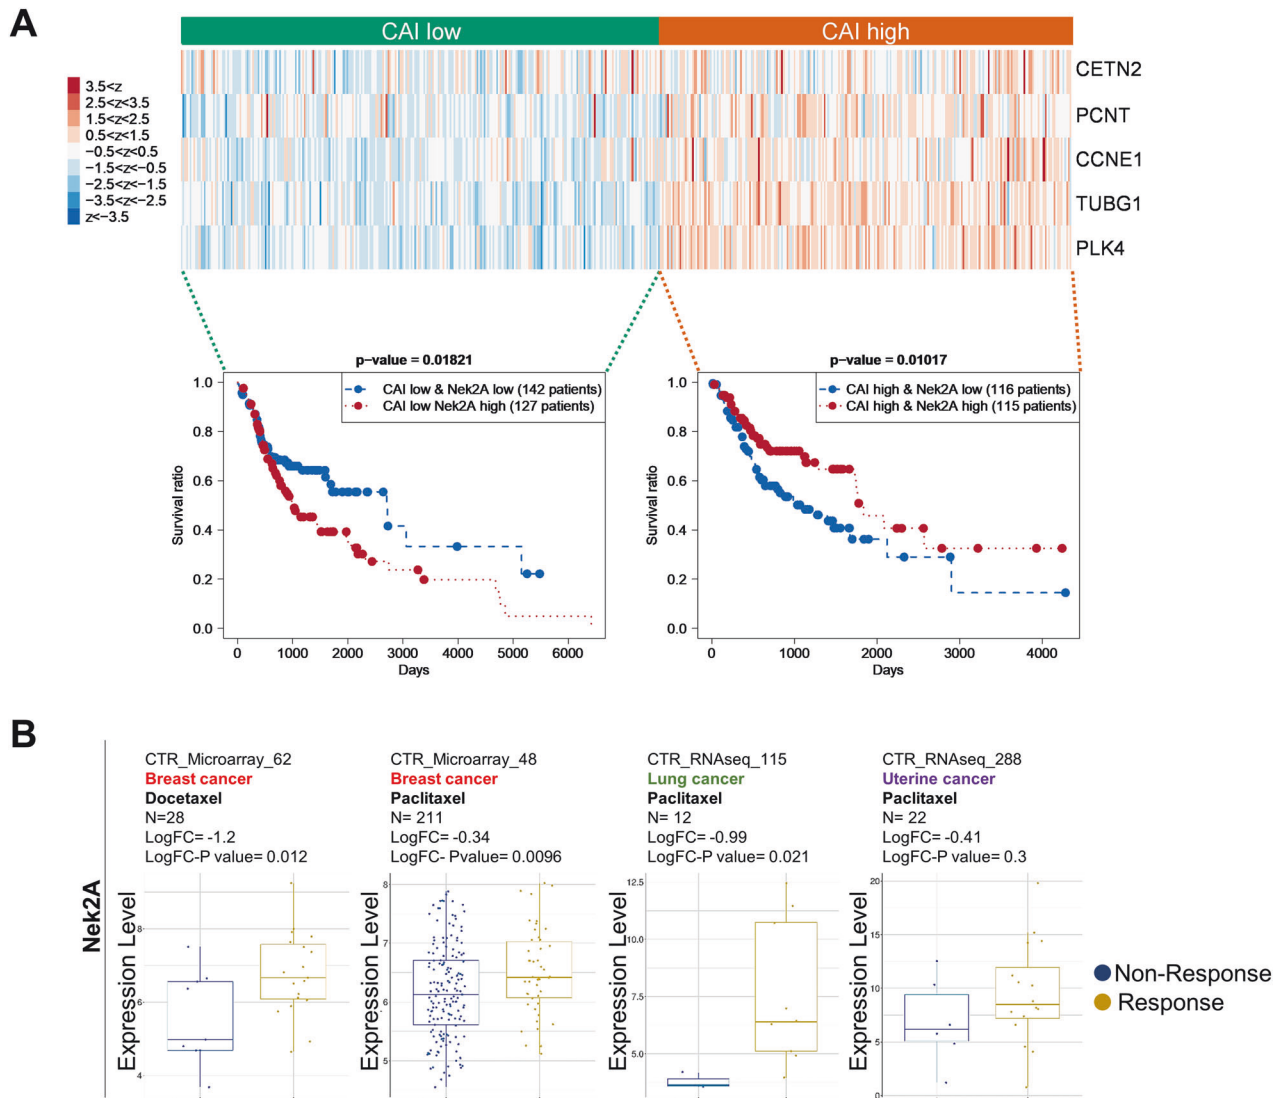 A
CAI low
CAI high
3.5<z
2.5<z<3.5
1.5<z<2.5
0.5<z<1.5
−0.5<z<0.5
−1.5<z<−0.5
−2.5<z<−1.5
−3.5<z<−2.5
z<−3.5
CETN2
PCNT
CCNE1
TUBG1
PLK4
p−value = 0.01821
CAI low & Nek2A low (142 patients)
CAI low Nek2A high (127 patients)
Survival ratio
1.0
0.8
0.6
0.4
0.2
0.0
0 1000 2000 3000 4000 5000 6000
Days
p−value = 0.01017
CAI high & Nek2A low (116 patients)
CAI high & Nek2A high (115 patients)
Survival ratio
1.0
0.8
0.6
0.4
0.2
0.0
0 1000 2000 3000 4000
Days
B
Nek2A
CTR_Microarray_62
Breast cancer
Docetaxel
N=28
LogFC= -1.2
LogFC-P value= 0.012
Expression Level
8
6
4
CTR_Microarray_48
Breast cancer
Paclitaxel
N= 211
LogFC= -0.34
LogFC- Pvalue= 0.0096
Expression Level
8
7
6
5
CTR_RNAseq_115
Lung cancer
Paclitaxel
N= 12
LogFC= -0.99
LogFC-P value= 0.021
Expression Level
12.5
10.0
7.5
5.0
CTR_RNAseq_288
Uterine cancer
Paclitaxel
N= 22
LogFC= -0.41
LogFC-P value= 0.3
Expression Level
20
15
10
5
0
Non-Response
Response